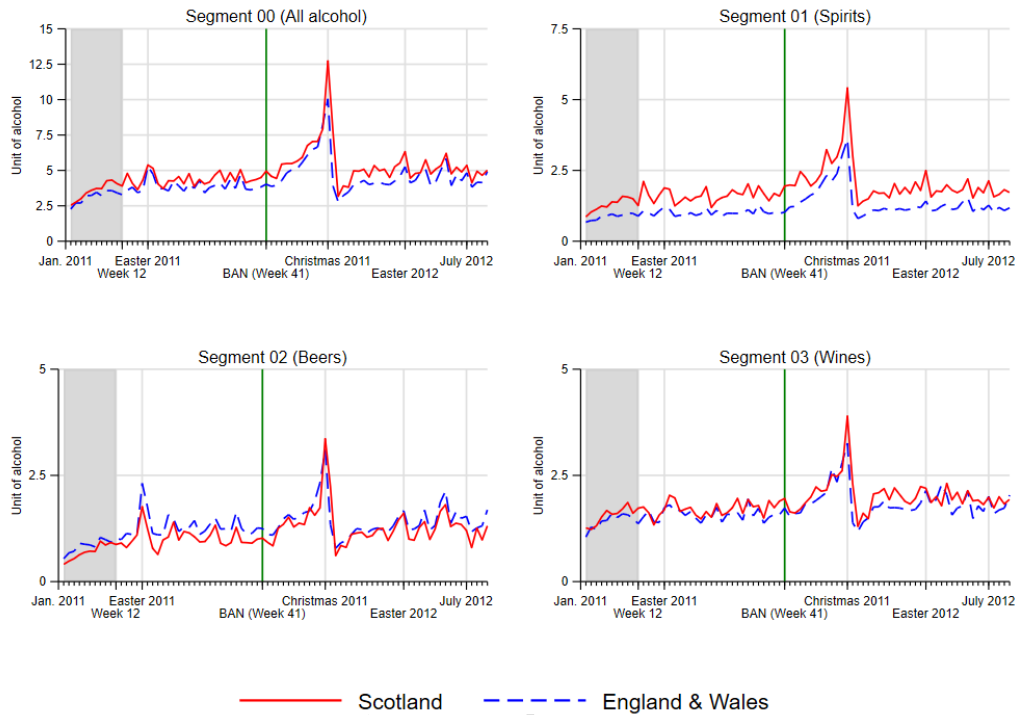 Segment 00 (All alcohol)
15
12.5
10
7.5
5
2.5
0
Unit of alcohol
Jan. 2011 Easter 2011 Christmas 2011 July 2012
Week 12 BAN (Week 41) Easter 2012
Segment 01 (Spirits)
7.5
5
2.5
0
Unit of alcohol
Jan. 2011 Easter 2011 Christmas 2011 July 2012
Week 12 BAN (Week 41) Easter 2012
Segment 02 (Beers)
5
2.5
0
Unit of alcohol
Jan. 2011 Easter 2011 Christmas 2011 July 2012
Week 12 BAN (Week 41) Easter 2012
Segment 03 (Wines)
5
2.5
0
Unit of alcohol
Jan. 2011 Easter 2011 Christmas 2011 July 2012
Week 12 BAN (Week 41) Easter 2012
Scotland England & Wales